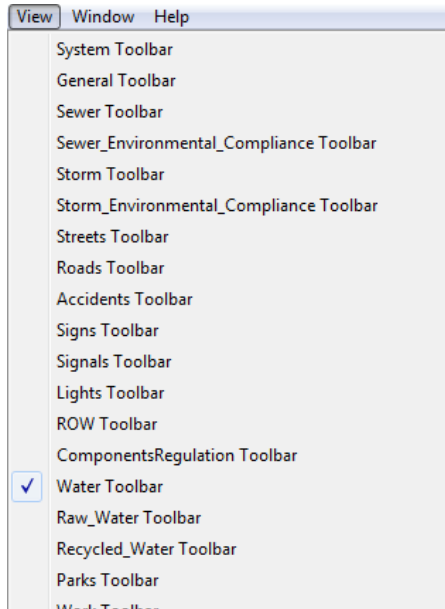 View Window Help
System Toolbar
General Toolbar
Sewer Toolbar
Sewer_Environmental_Compliance Toolbar
Storm Toolbar
Storm_Environmental_Compliance Toolbar
Streets Toolbar
Roads Toolbar
Accidents Toolbar
Signs Toolbar
Signals Toolbar
Lights Toolbar
ROW Toolbar
ComponentsRegulation Toolbar
Water Toolbar
Raw_Water Toolbar
Recycled_Water Toolbar
Parks Toolbar
Work Toolbar